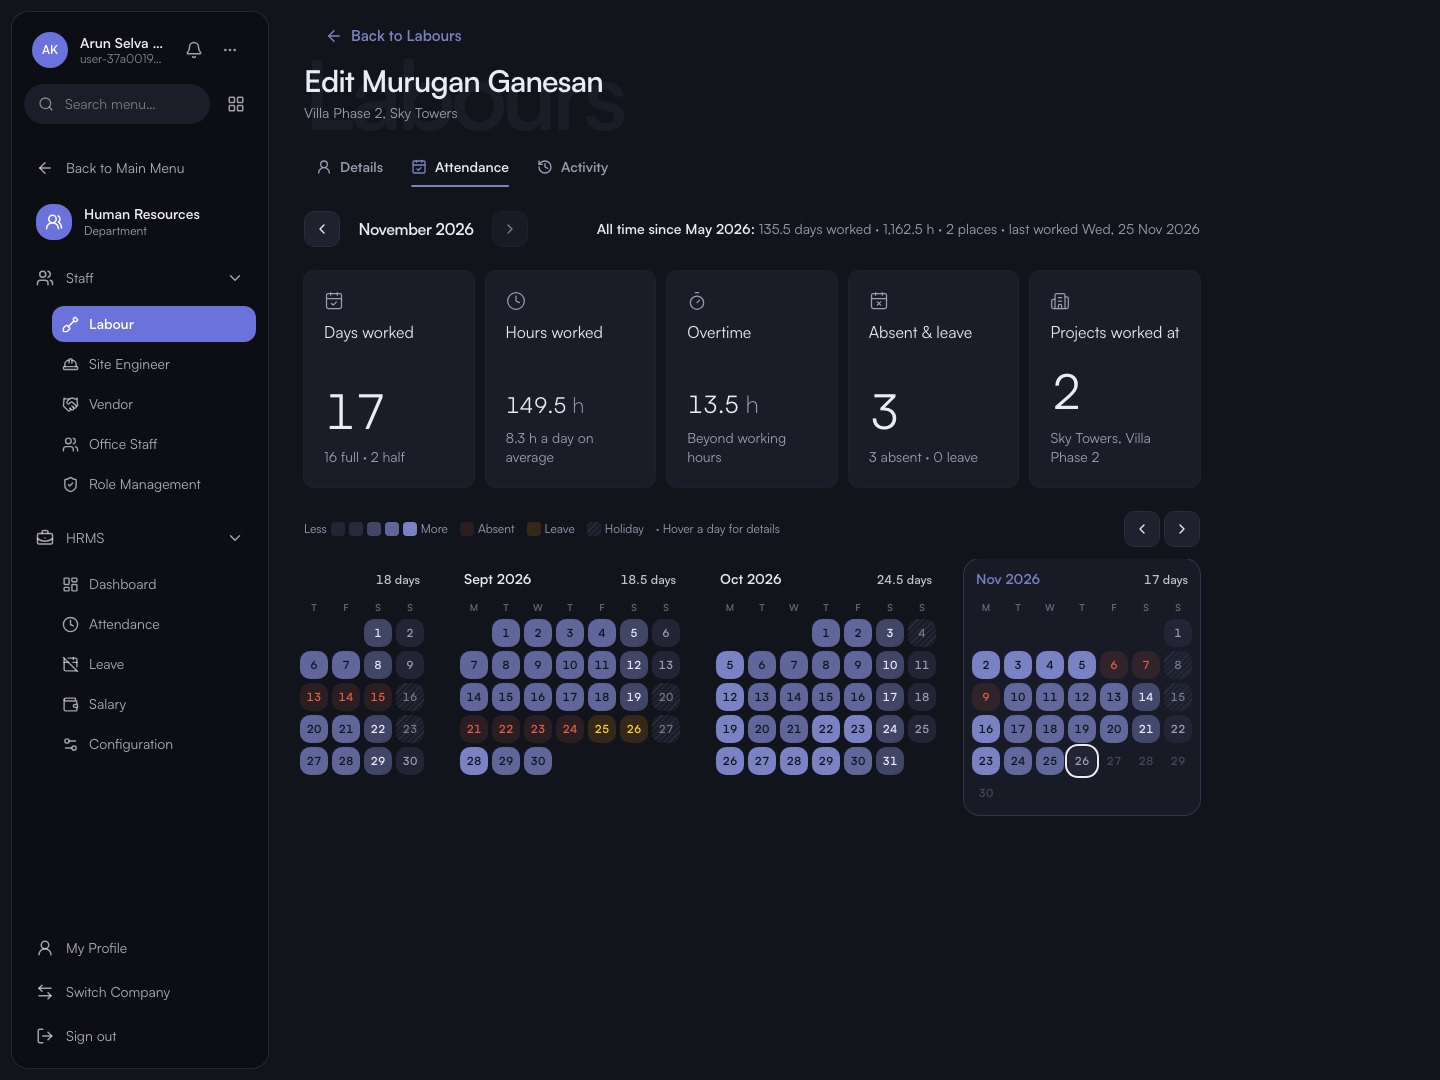 AK
Arun Selva ...
user-37a0019...
Search menu...
Back to Main Menu
Human Resources
Department
Staff
Labour
Site Engineer
Vendor
Office Staff
Role Management
HRMS
Dashboard
Attendance
Leave
Salary
Configuration
My Profile
Switch Company
Sign out
Back to Labours
Labours
Edit Murugan Ganesan
Villa Phase 2, Sky Towers
Details Attendance Activity
November 2026
All time since May 2026: 135.5 days worked · 1,162.5 h · 2 places · last worked Wed, 25 Nov 2026
Days worked
17
16 full · 2 half
Hours worked
149.5 h
8.3 h a day on
average
Overtime
13.5 h
Beyond working
hours
Absent & leave
3
3 absent · 0 leave
Projects worked at
2
Sky Towers, Villa
Phase 2
Less More Absent Leave Holiday · Hover a day for details
18 days
T F S S
1 2
6 7 8 9
13 14 15 16
20 21 22 23
27 28 29 30
Sept 2026 18.5 days
M T W T F S S
1 2 3 4 5 6
7 8 9 10 11 12 13
14 15 16 17 18 19 20
21 22 23 24 25 26 27
28 29 30
Oct 2026 24.5 days
M T W T F S S
1 2 3 4
5 6 7 8 9 10 11
12 13 14 15 16 17 18
19 20 21 22 23 24 25
26 27 28 29 30 31
Nov 2026 17 days
M T W T F S S
1
2 3 4 5 6 7 8
9 10 11 12 13 14 15
16 17 18 19 20 21 22
23 24 25 26 27 28 29
30